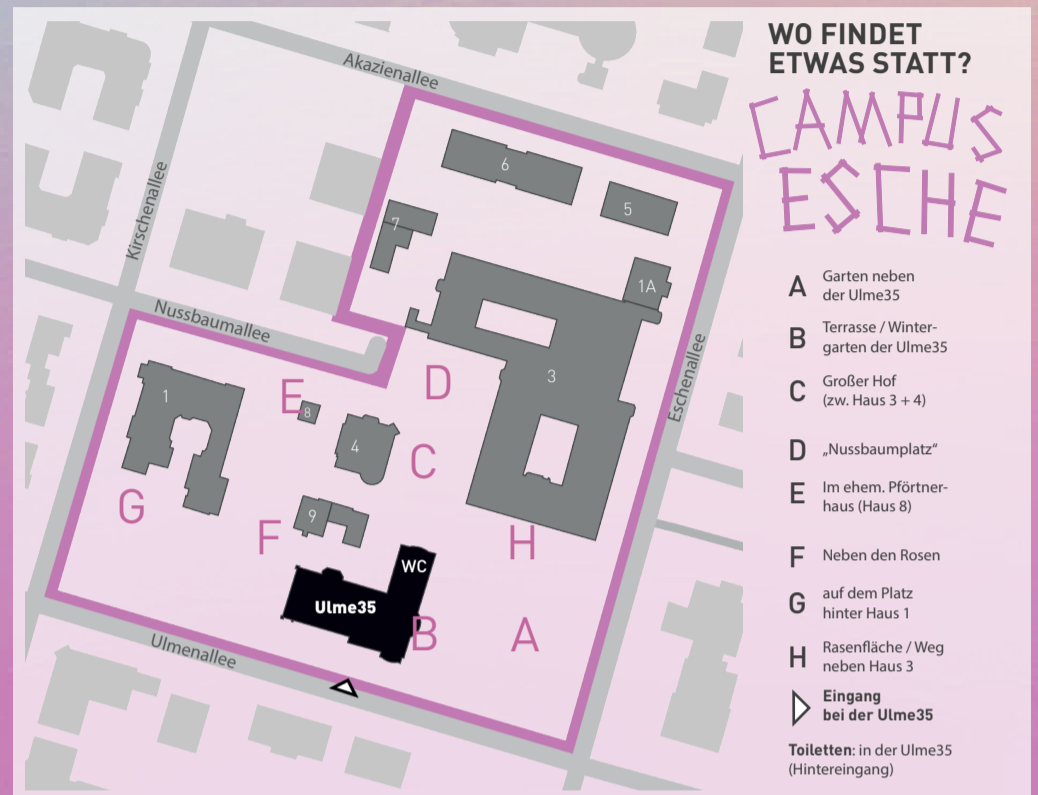 WO FINDET
ETWAS STATT?
CAMPUS
ESCHE
A Garten neben
der Ulme35
B Terrasse / Winter-
garten der Ulme35
C Großer Hof
(zw. Haus 3 + 4)
D „Nussbaumplatz“
E Im ehem. Pförtner-
haus (Haus 8)
F Neben den Rosen
G auf dem Platz
hinter Haus 1
H Rasenfläche / Weg
neben Haus 3
Eingang
bei der Ulme35
Toiletten: in der Ulme35
(Hintereingang)
Akazienallee
Kirschenallee
Nussbaumallee
Eschenallee
Ulmenallee
6
5
7
1A
3
1
8
4
9
E
D
C
G
F
H
WC
Ulme35
B
A